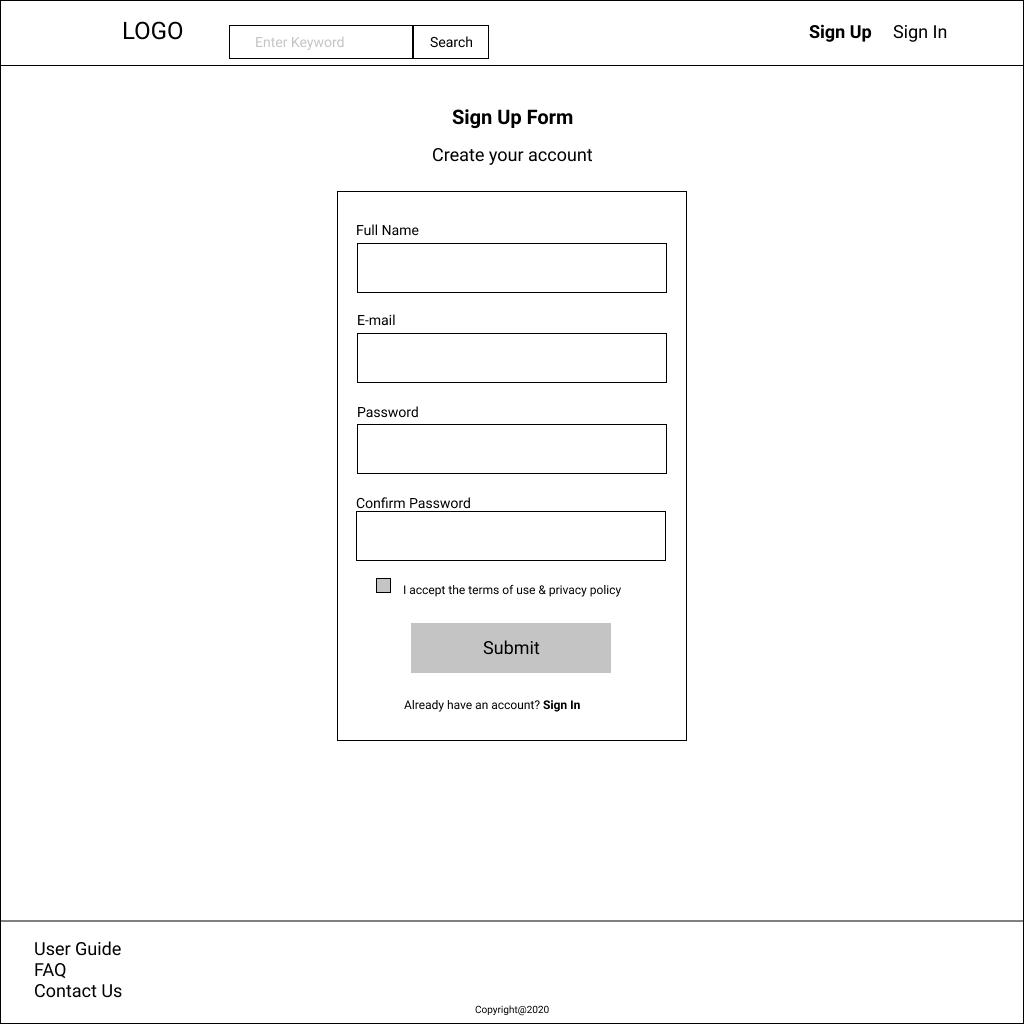 LOGO
Enter Keyword
Search
Sign Up
Sign In
Sign Up Form
Create your account
Full Name
E-mail
Password
Confirm Password
I accept the terms of use & privacy policy
Submit
Already have an account? Sign In
User Guide
FAQ
Contact Us
Copyright@2020